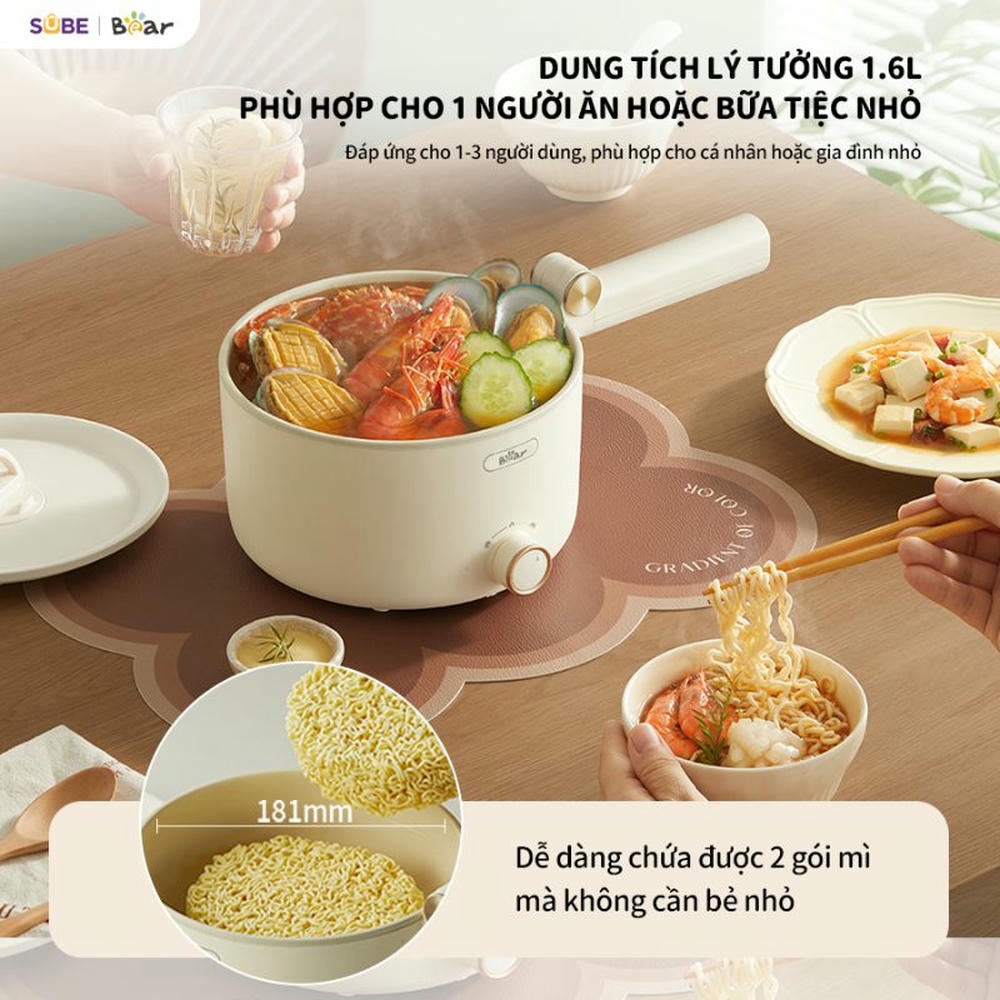 SUBE | Bear
DUNG TÍCH LÝ TƯỞNG 1.6L
PHÙ HỢP CHO 1 NGƯỜI ĂN HOẶC BỮA TIỆC NHỎ
Đáp ứng cho 1-3 người dùng, phù hợp cho cá nhân hoặc gia đình nhỏ
Bear
GRADIENT OF COLOR
181mm
Dễ dàng chứa được 2 gói mì
mà không cần bẻ nhỏ